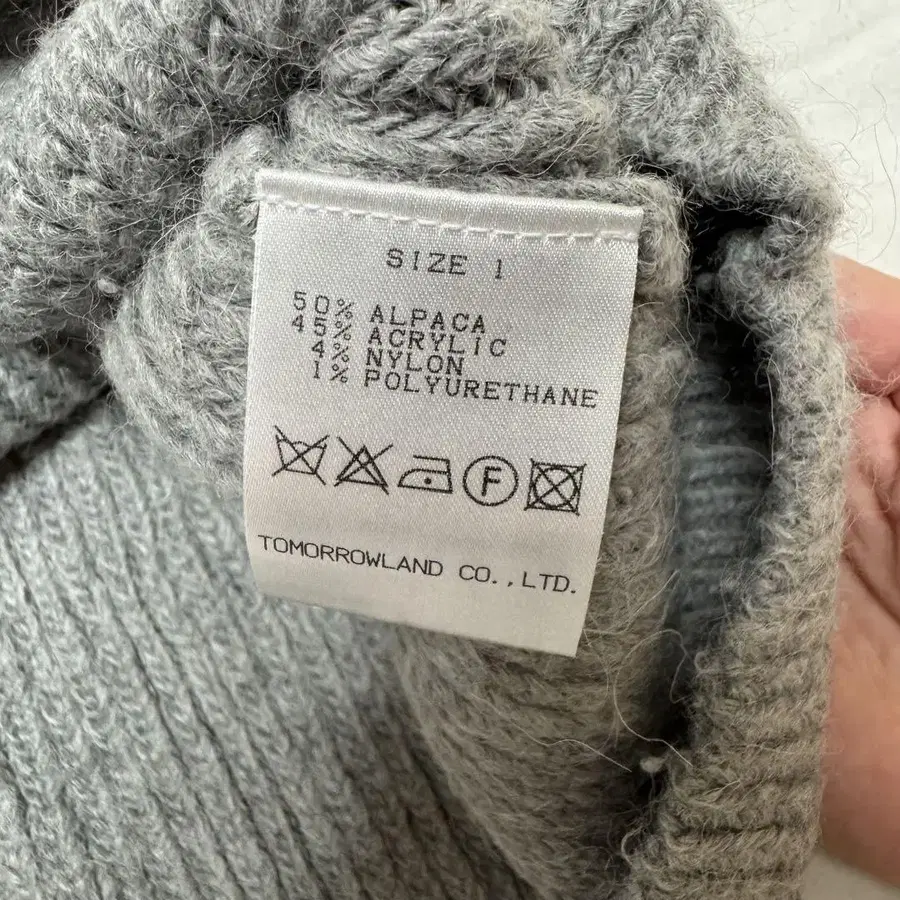 SIZE 1
50% ALPACA
45% ACRYLIC
4% NYLON
1% POLYURETHANE
F
TOMORROWLAND CO.,LTD.